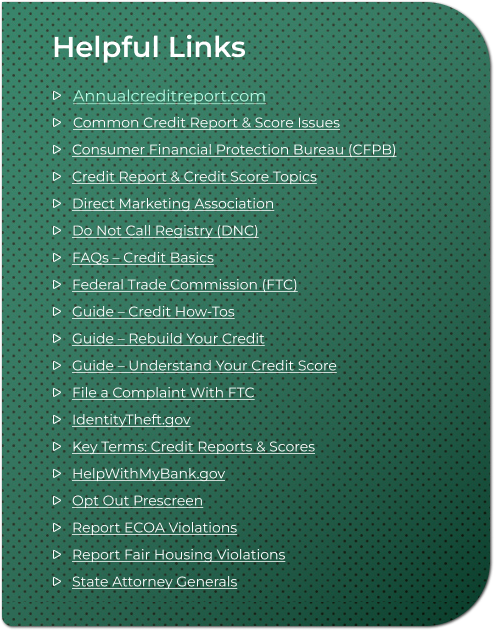 Helpful Links
Annualcreditreport.com
Common Credit Report & Score Issues
Consumer Financial Protection Bureau (CFPB)
Credit Report & Credit Score Topics
Direct Marketing Association
Do Not Call Registry (DNC)
FAQs – Credit Basics
Federal Trade Commission (FTC)
Guide – Credit How-Tos
Guide – Rebuild Your Credit
Guide – Understand Your Credit Score
File a Complaint With FTC
IdentityTheft.gov
Key Terms: Credit Reports & Scores
HelpWithMyBank.gov
Opt Out Prescreen
Report ECOA Violations
Report Fair Housing Violations
State Attorney Generals